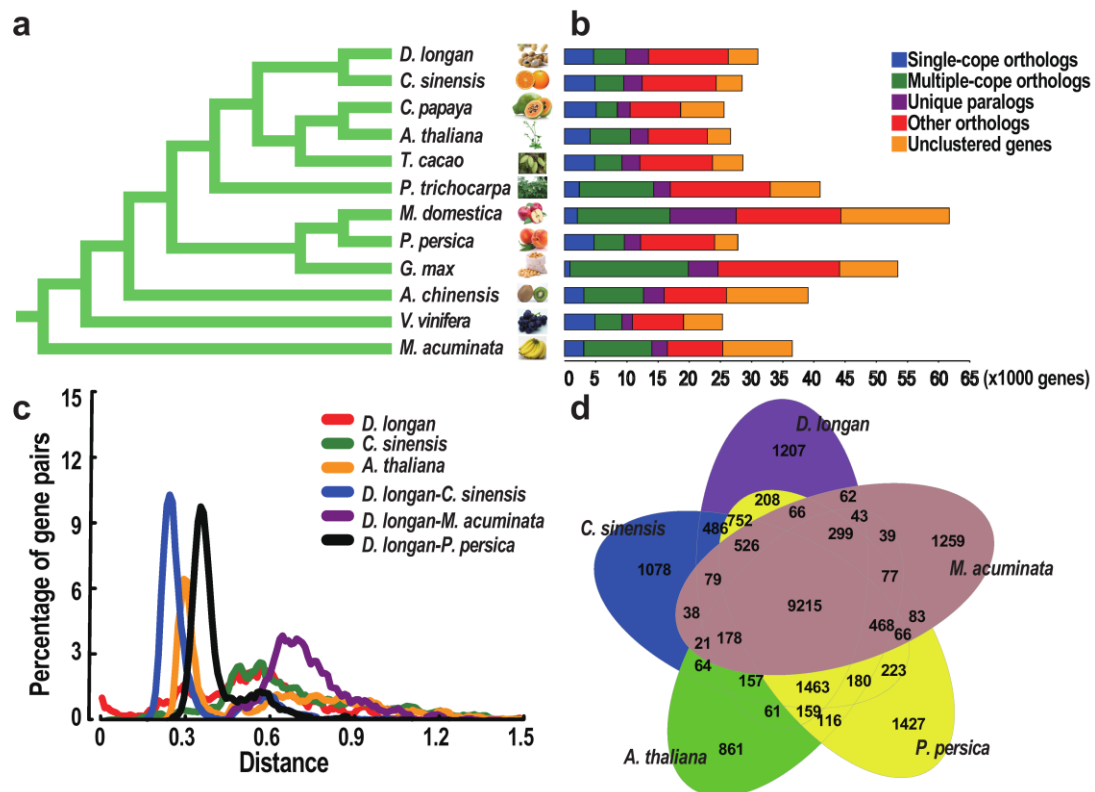 a
D. longan
C. sinensis
C. papaya
A. thaliana
T. cacao
P. trichocarpa
M. domestica
P. persica
G. max
A. chinensis
V. vinifera
M. acuminata
b
Single-cope orthologs
Multiple-cope orthologs
Unique paralogs
Other orthologs
Unclustered genes
0 5 10 15 20 25 30 35 40 45 50 55 60 65 (x1000 genes)
c
15
12
9
6
3
0
Percentage of gene pairs
D. longan
C. sinensis
A. thaliana
D. longan-C. sinensis
D. longan-M. acuminata
D. longan-P. persica
0 0.3 0.6 0.9 1.2 1.5
Distance
d
D. longan
1207
208 62
486 752 66 43
C. sinensis 526 299 39 1259
M. acuminata
1078 79 77
38 9215 83
21 178 468 66
64 157 180 223
1463
61 159 116 1427
861
A. thaliana P. persica